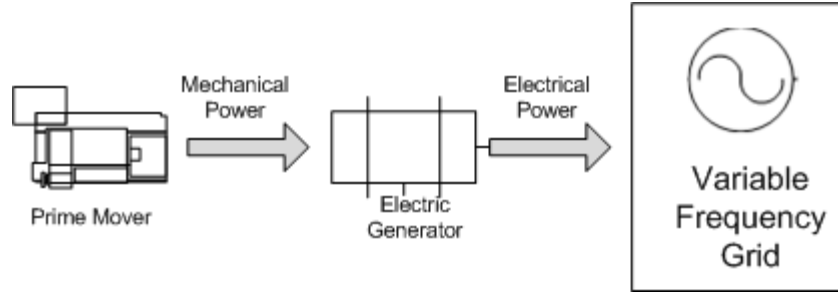 Mechanical
Power
Electrical
Power
Prime Mover
Electric
Generator
Variable
Frequency
Grid